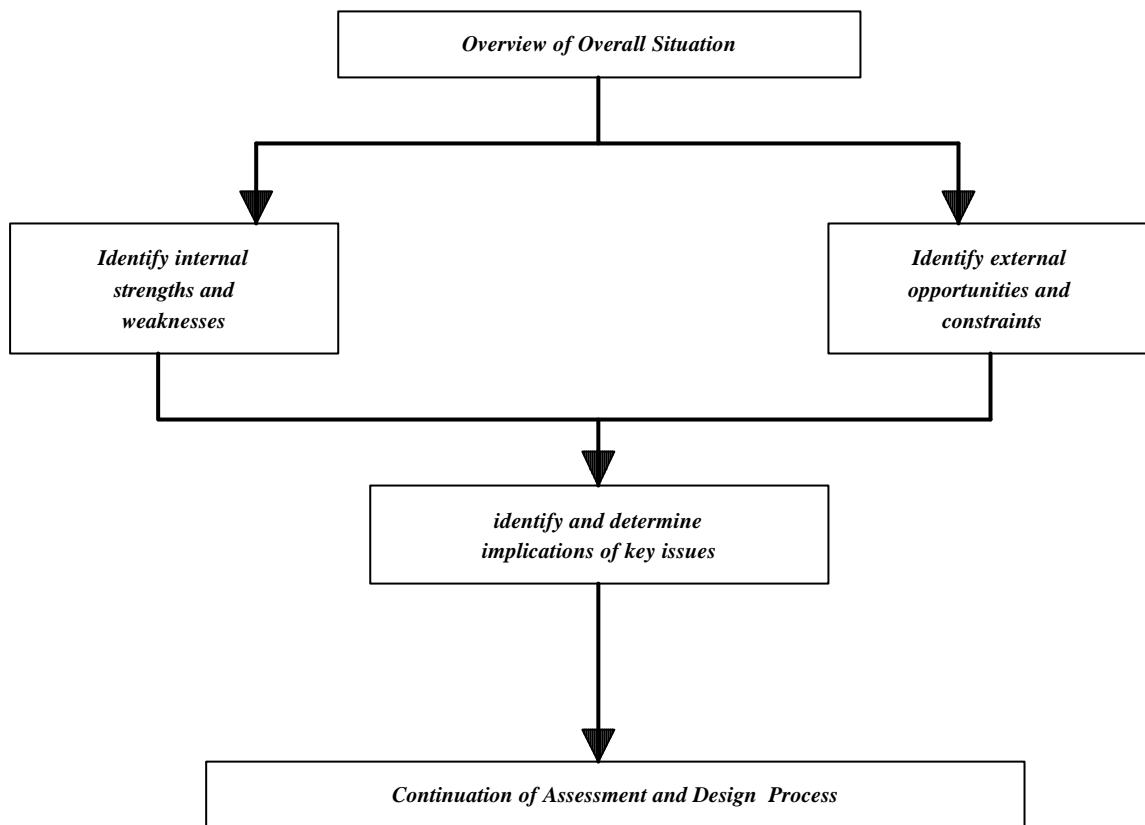 Overview of Overall Situation
Identify internal
strengths and
weaknesses
Identify external
opportunities and
constraints
identify and determine
implications of key issues
Continuation of Assessment and Design  Process